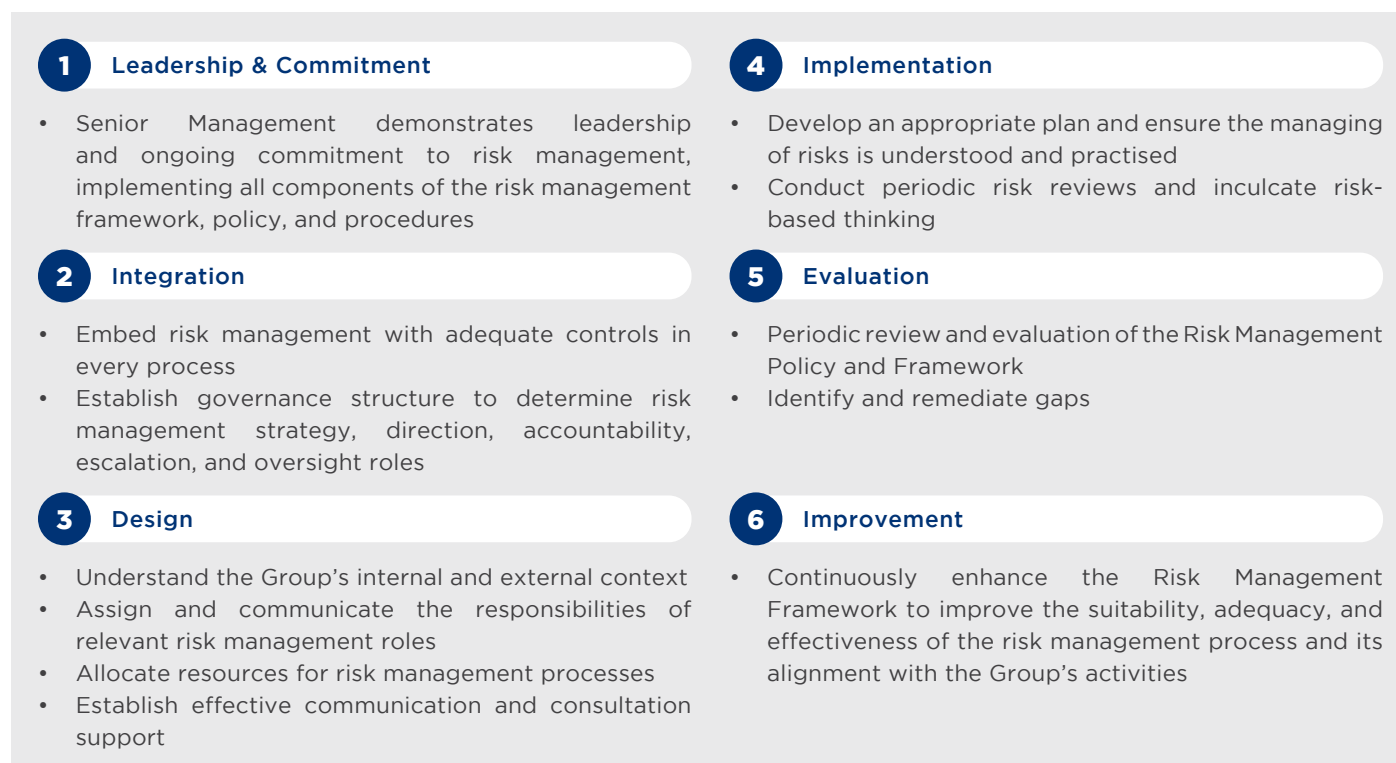 1 Leadership & Commitment
• Senior Management demonstrates leadership
and ongoing commitment to risk management,
implementing all components of the risk management
framework, policy, and procedures
2 Integration
• Embed risk management with adequate controls in
every process
• Establish governance structure to determine risk
management strategy, direction, accountability,
escalation, and oversight roles
3 Design
• Understand the Group’s internal and external context
• Assign and communicate the responsibilities of
relevant risk management roles
• Allocate resources for risk management processes
• Establish effective communication and consultation
support
4 Implementation
• Develop an appropriate plan and ensure the managing
of risks is understood and practised
• Conduct periodic risk reviews and inculcate risk-
based thinking
5 Evaluation
• Periodic review and evaluation of the Risk Management
Policy and Framework
• Identify and remediate gaps
6 Improvement
• Continuously enhance the Risk Management
Framework to improve the suitability, adequacy, and
effectiveness of the risk management process and its
alignment with the Group’s activities